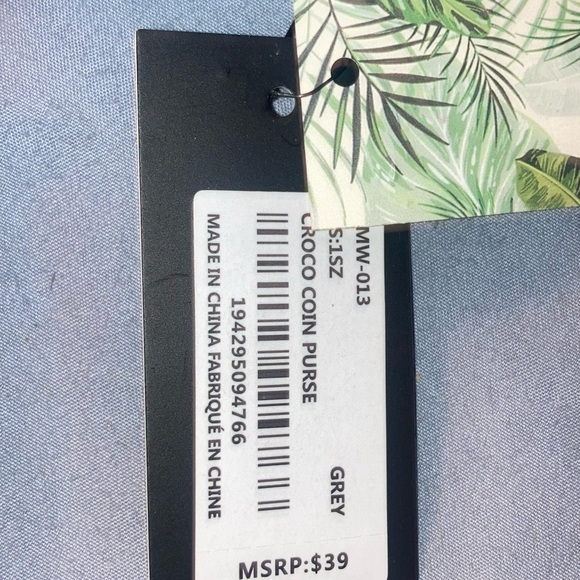 MW-013
S:1SZ GREY
CROCO COIN PURSE
194295094766
MADE IN CHINA FABRIQUÉ EN CHINE
MSRP:$39